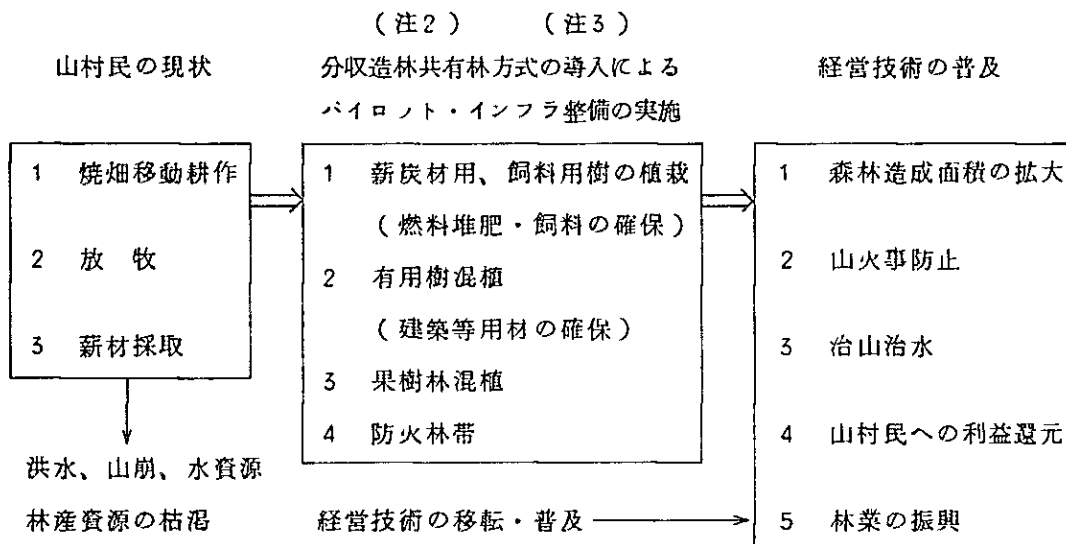 (注2) (注3)
山村民の現状
分収造林共有林方式の導入による
パイロット・インフラ整備の実施
経営技術の普及
1 焼畑移動耕作
2 放 牧
3 薪材採取
洪水、山崩、水資源
林産資源の枯渇
1 薪炭材用、飼料用樹の植栽
(燃料堆肥・飼料の確保)
2 有用樹混植
(建築等用材の確保)
3 果樹林混植
4 防火林帯
経営技術の移転・普及
1 森林造成面積の拡大
2 山火事防止
3 治山治水
4 山村民への利益還元
5 林業の振興